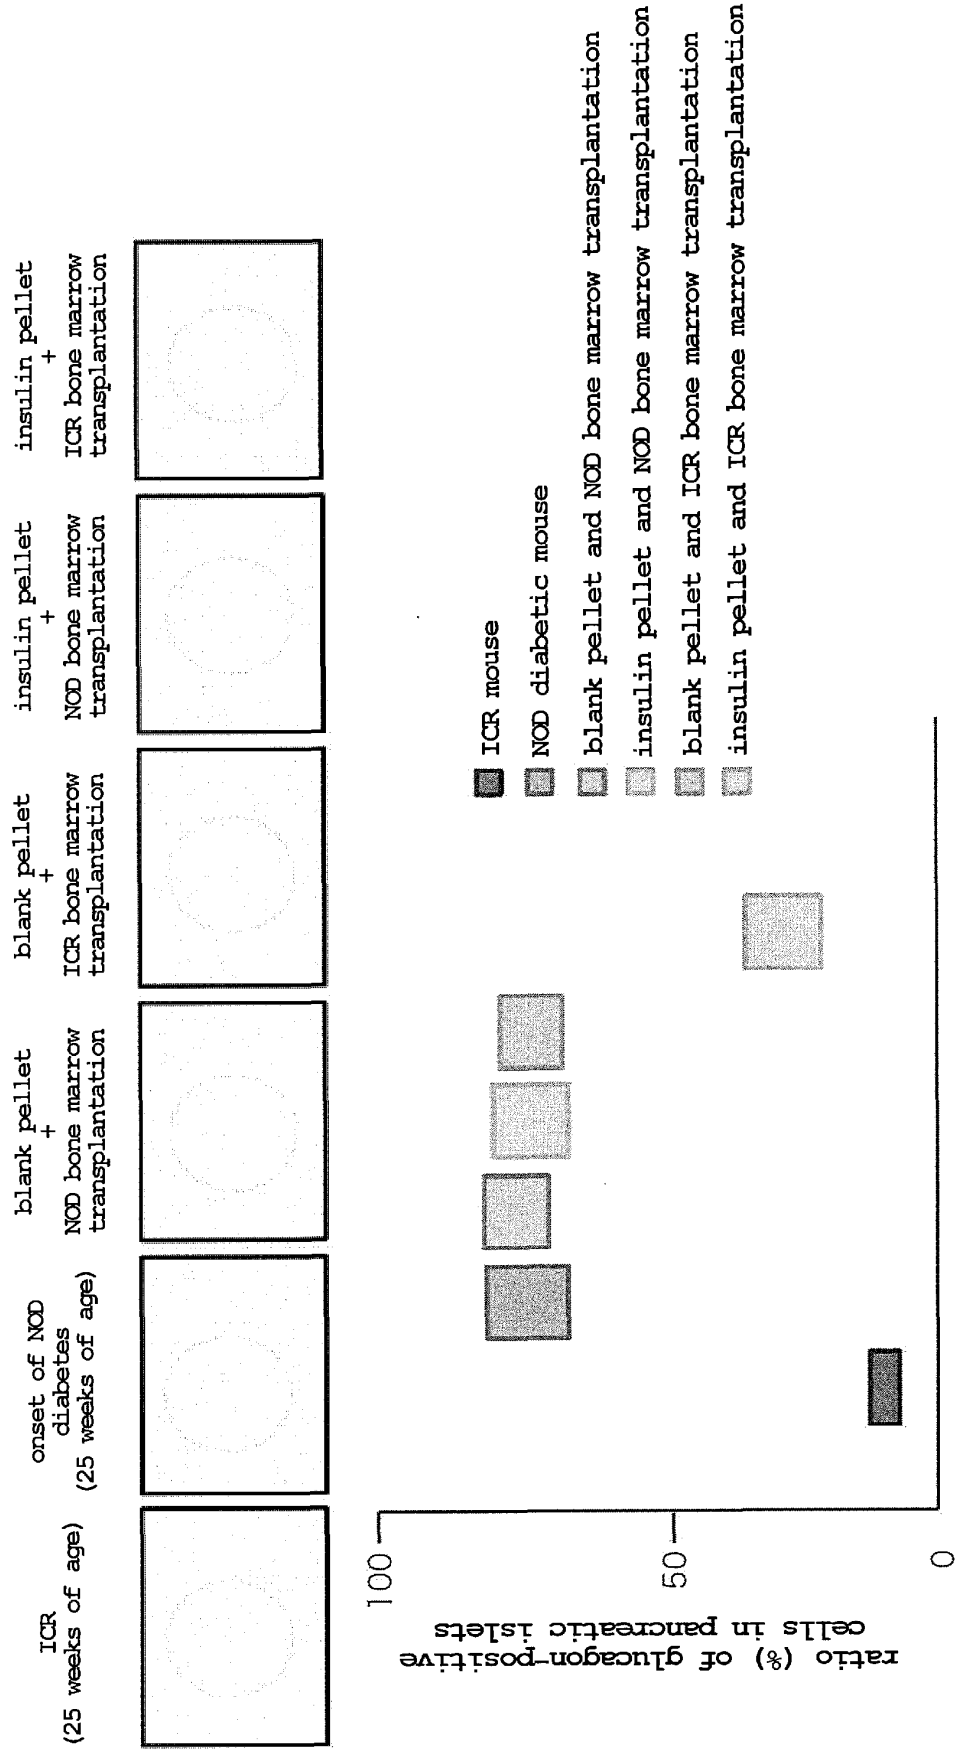 ICR
(25 weeks of age)
onset of NOD
diabetes
(25 weeks of age)
blank pellet
+
NOD bone marrow
transplantation
blank pellet
+
ICR bone marrow
transplantation
insulin pellet
+
NOD bone marrow
transplantation
insulin pellet
+
ICR bone marrow
transplantation
ratio (%) of glucagon-positive
cells in pancreatic islets
100
50
0
ICR mouse
NOD diabetic mouse
blank pellet and NOD bone marrow transplantation
insulin pellet and NOD bone marrow transplantation
blank pellet and ICR bone marrow transplantation
insulin pellet and ICR bone marrow transplantation